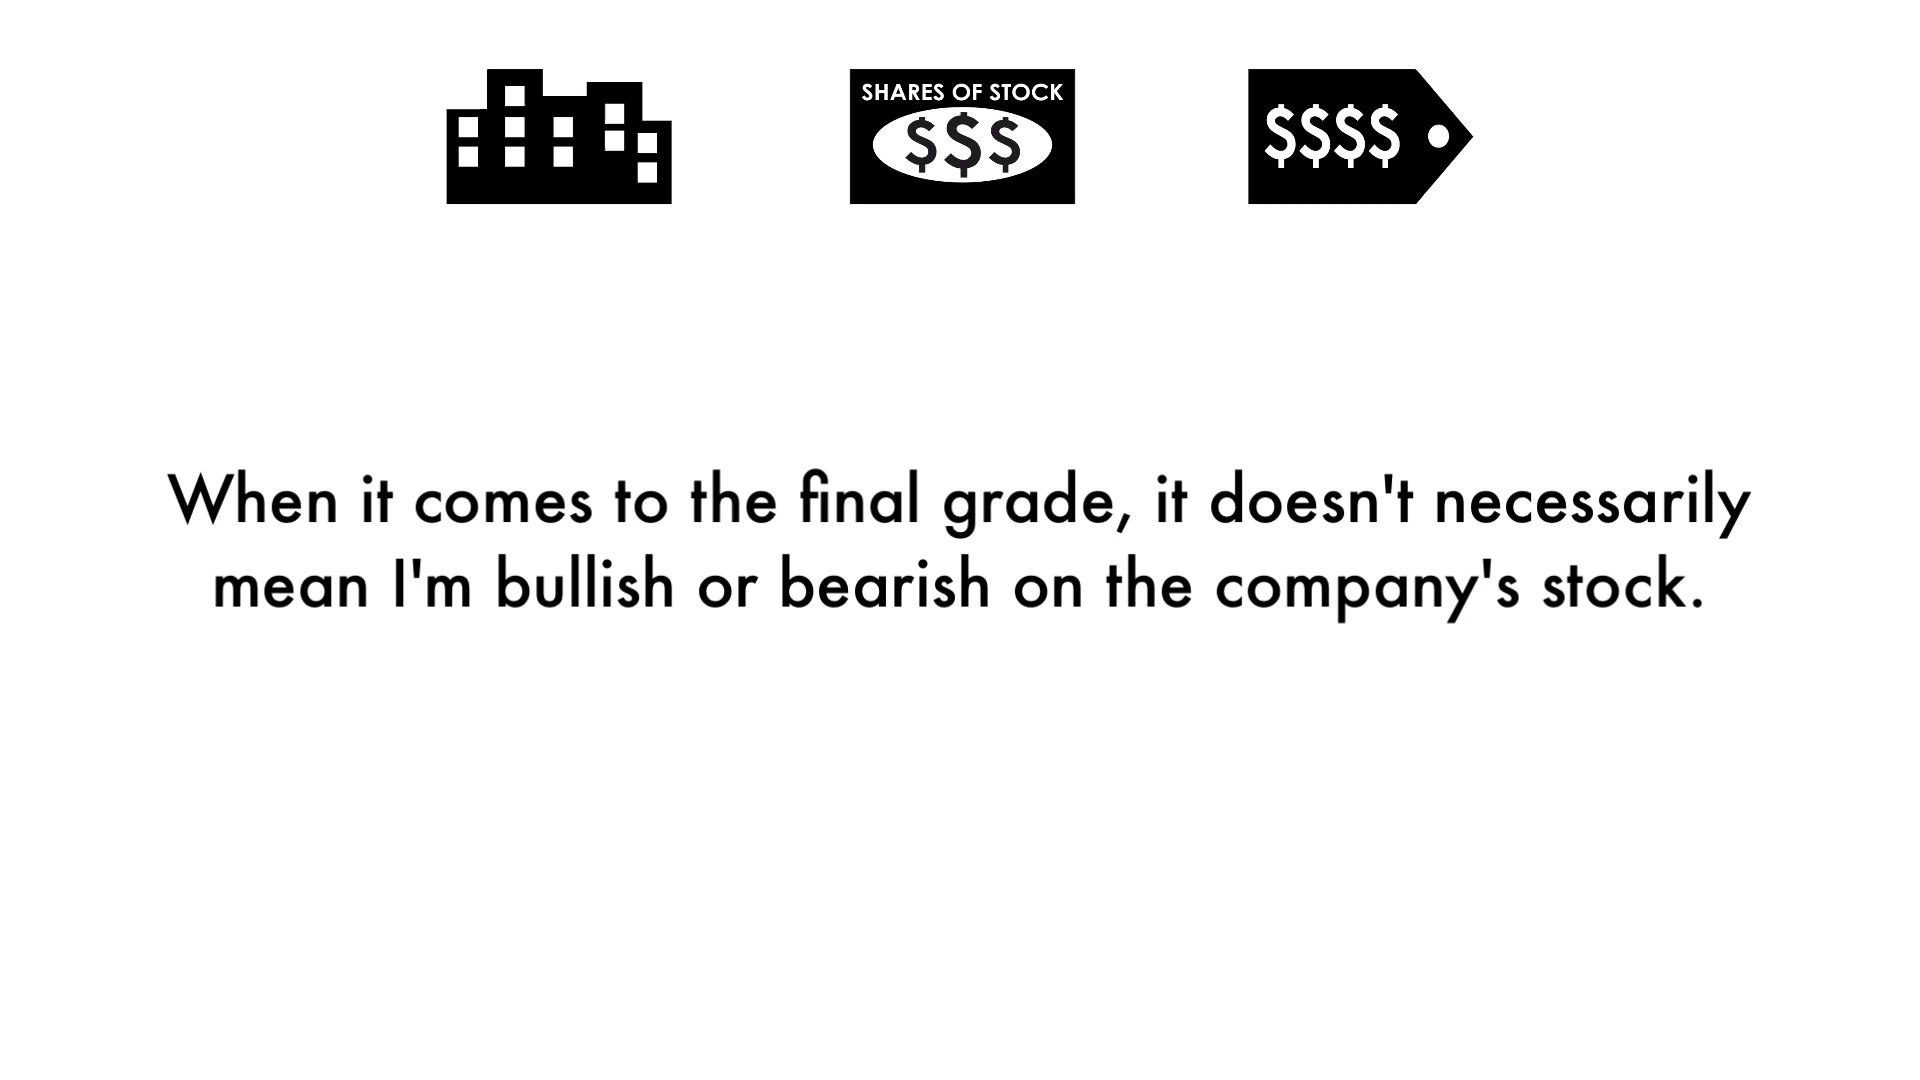 SHARES OF STOCK
$$$
$$$$
When it comes to the final grade, it doesn't necessarily
mean I'm bullish or bearish on the company's stock.